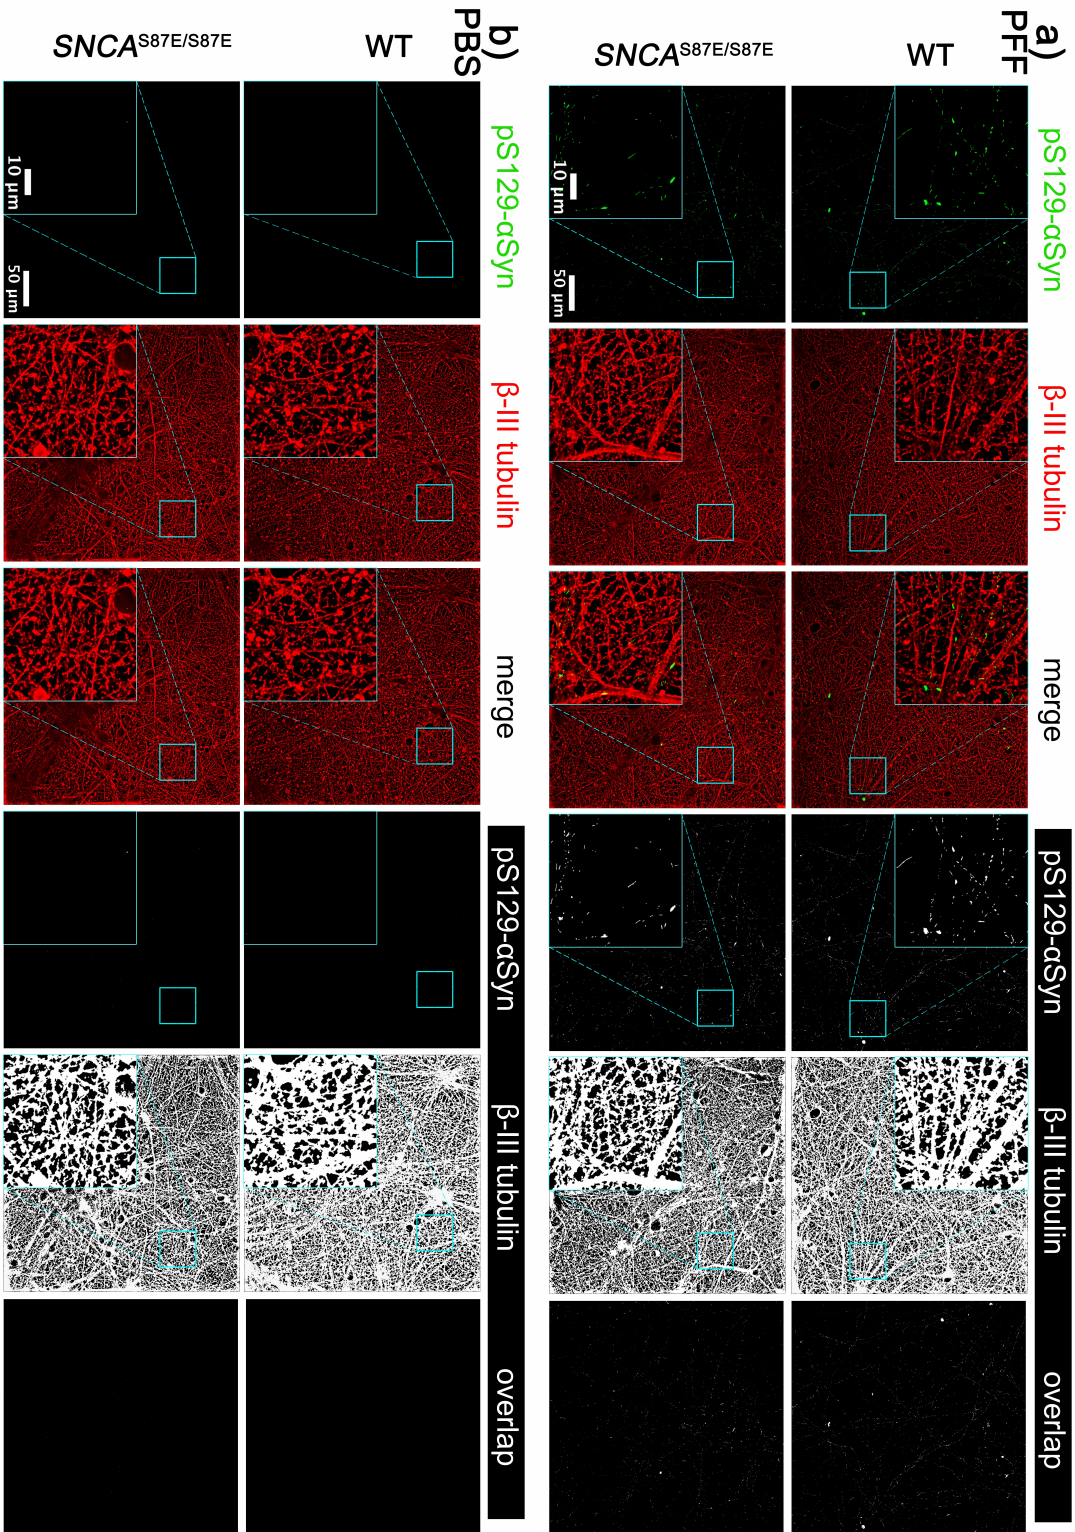 a)
PFF
pS129-αSyn
β-III tubulin
merge
pS129-αSyn
β-III tubulin
overlap
WT
SNCAS87E/S87E
10 µm
50 µm
b)
PBS
pS129-αSyn
β-III tubulin
merge
pS129-αSyn
β-III tubulin
overlap
WT
SNCAS87E/S87E
10 µm
50 µm